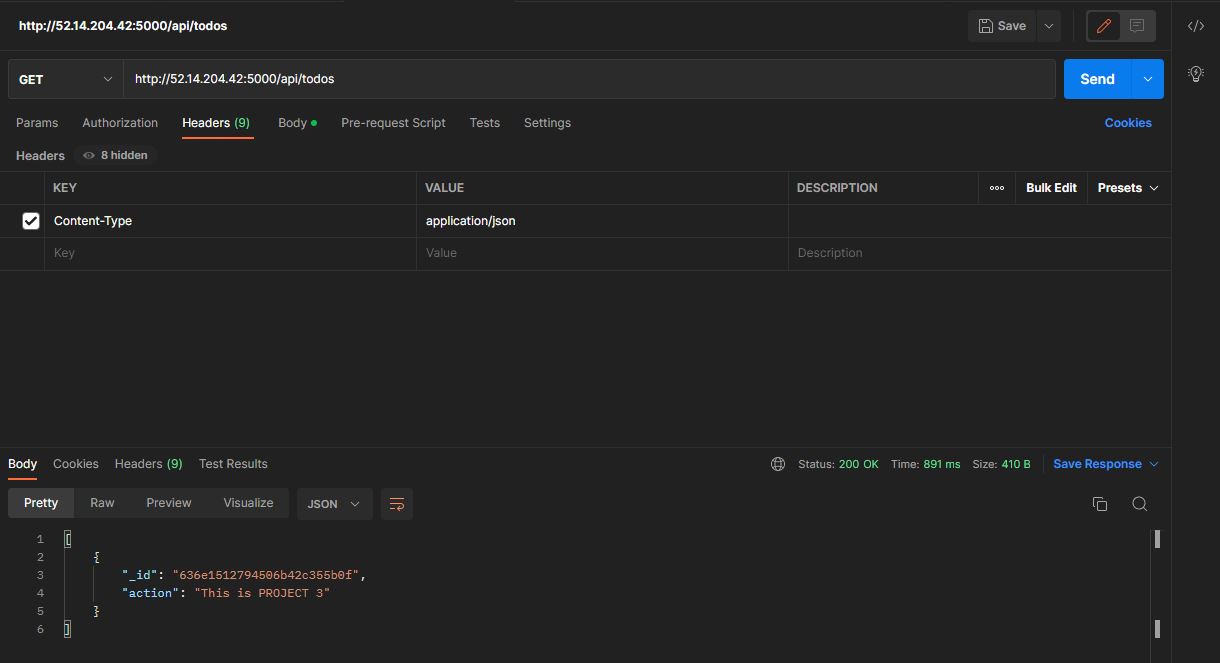 http://52.14.204.42:5000/api/todos
Save
GET
http://52.14.204.42:5000/api/todos
Send
Params Authorization Headers (9) Body Pre-request Script Tests Settings Cookies
Headers 8 hidden
KEY VALUE DESCRIPTION Bulk Edit Presets
Content-Type application/json
Key Value Description
Body Cookies Headers (9) Test Results Status: 200 OK Time: 891 ms Size: 410 B Save Response
Pretty Raw Preview Visualize JSON
1 [
2 {
3 "_id": "636e1512794506b42c355b0f",
4 "action": "This is PROJECT 3"
5 }
6 ]